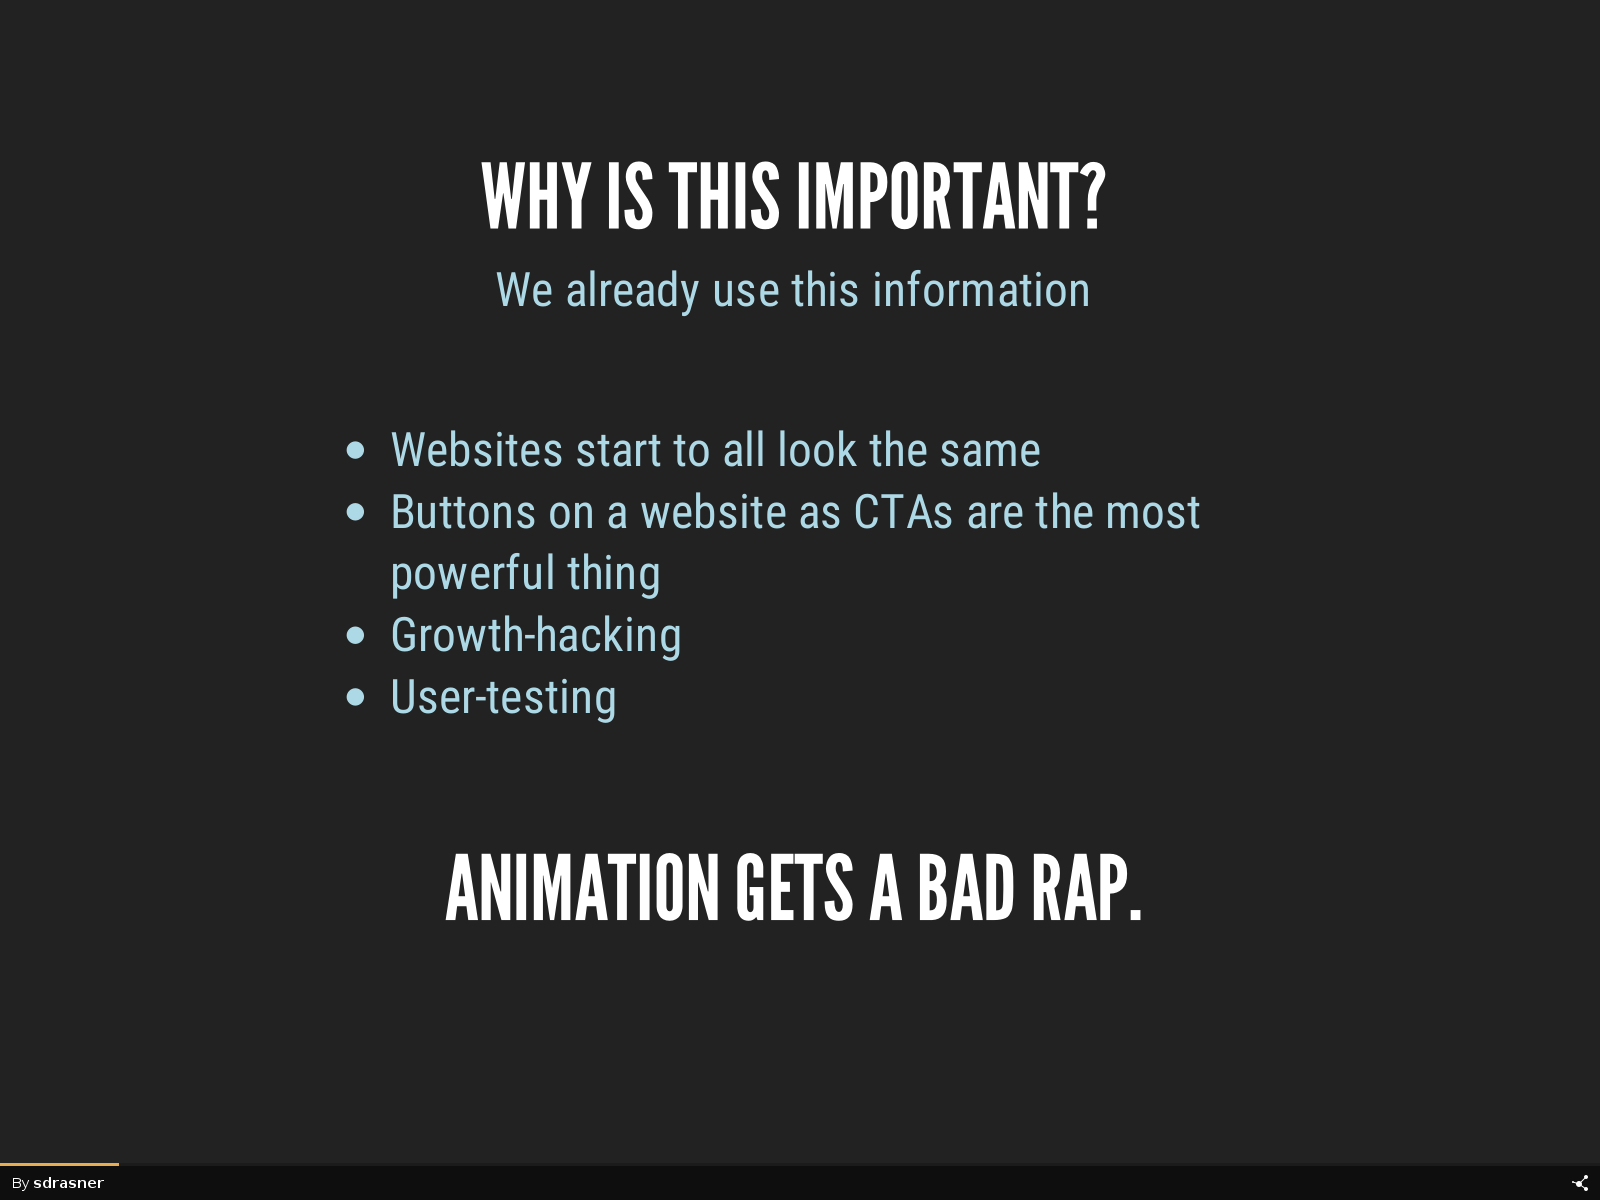 WHY IS THIS IMPORTANT?
We already use this information
• Websites start to all look the same
• Buttons on a website as CTAs are the most
powerful thing
• Growth-hacking
• User-testing
ANIMATION GETS A BAD RAP.
By sdrasner